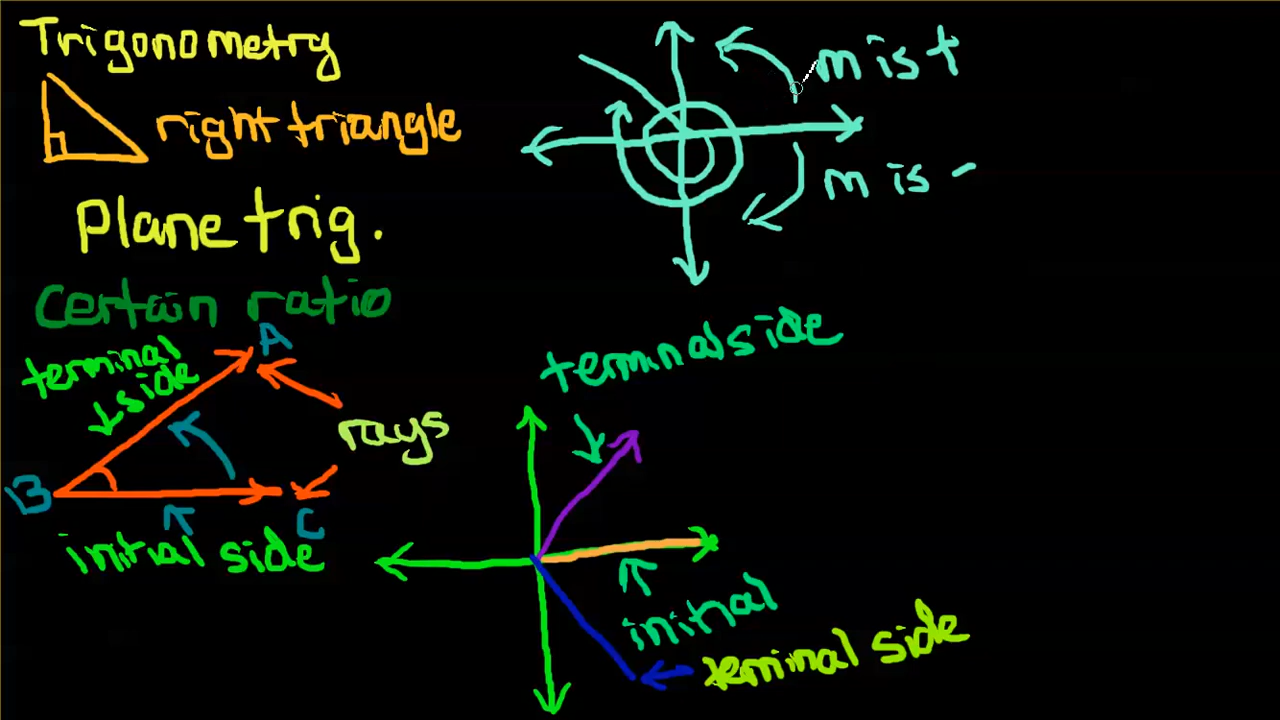 Trigonometry
right triangle
Plane trig.
Certain ratio
terminal
side
A
rays
B
C
initial side
m is +
m is -
terminal side
initial
terminal side